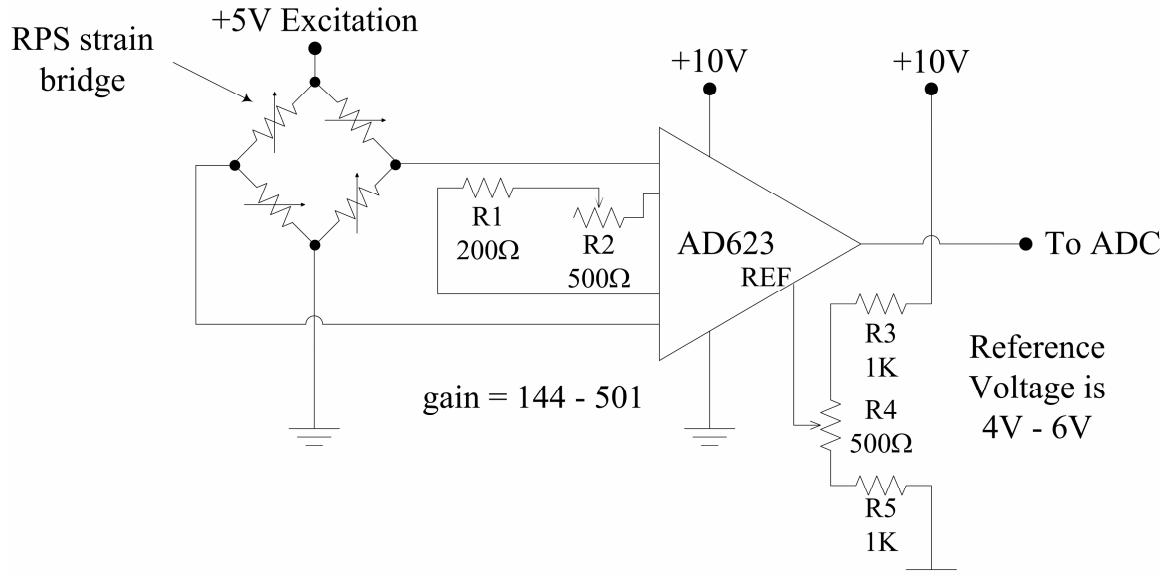 +5V Excitation
RPS strain
bridge
+10V
+10V
R1
200Ω
R2
500Ω
AD623
REF
To ADC
R3
1K
Reference
Voltage is
4V - 6V
gain = 144 - 501
R4
500Ω
R5
1K